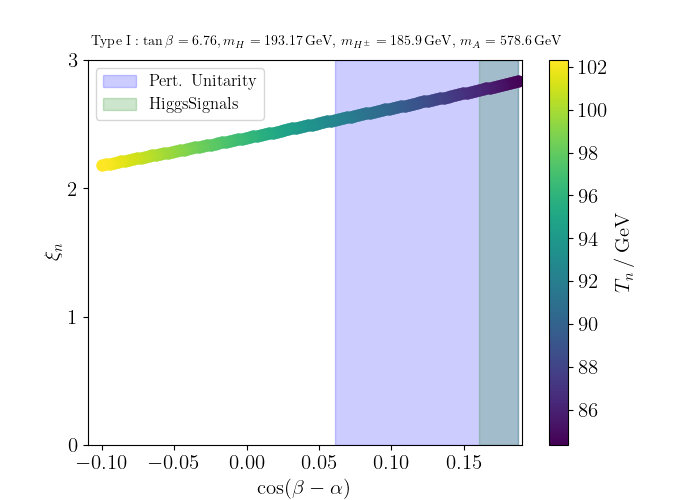 Type I : tan β = 6.76, m_H = 193.17 GeV, m_{H^±} = 185.9 GeV, m_A = 578.6 GeV
Pert. Unitarity
HiggsSignals
3
2
1
0
ξ_n
−0.10 −0.05 0.00 0.05 0.10 0.15
cos(β − α)
102
100
98
96
94
92
90
88
86
T_n / GeV